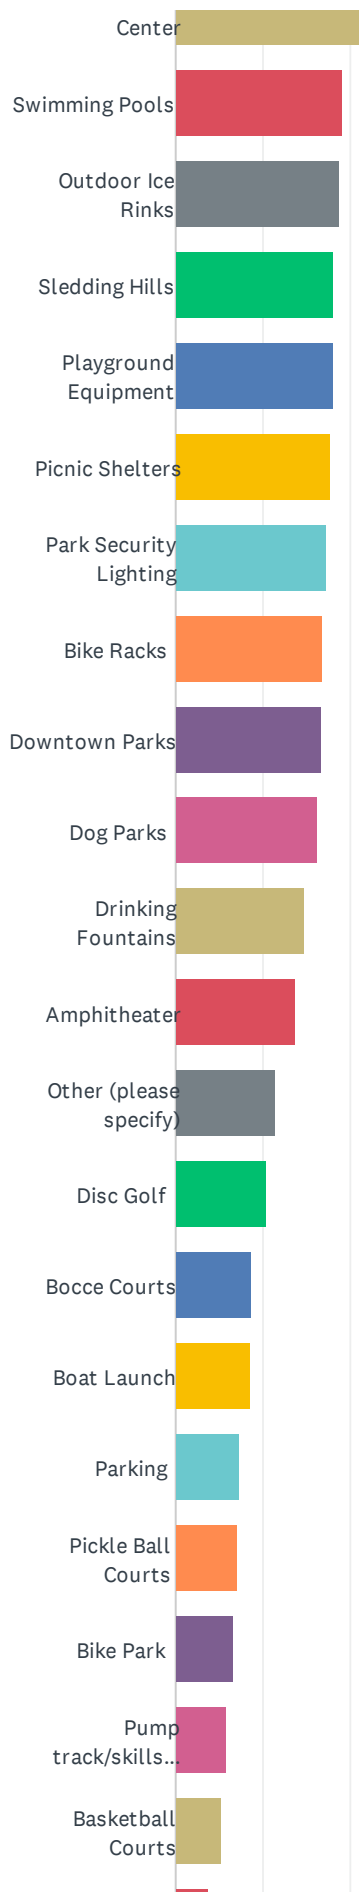 Center
Swimming Pools
Outdoor Ice
Rinks
Sledding Hills
Playground
Equipment
Picnic Shelters
Park Security
Lighting
Bike Racks
Downtown Parks
Dog Parks
Drinking
Fountains
Amphitheater
Other (please
specify)
Disc Golf
Bocce Courts
Boat Launch
Parking
Pickle Ball
Courts
Bike Park
Pump
track/skills...
Basketball
Courts